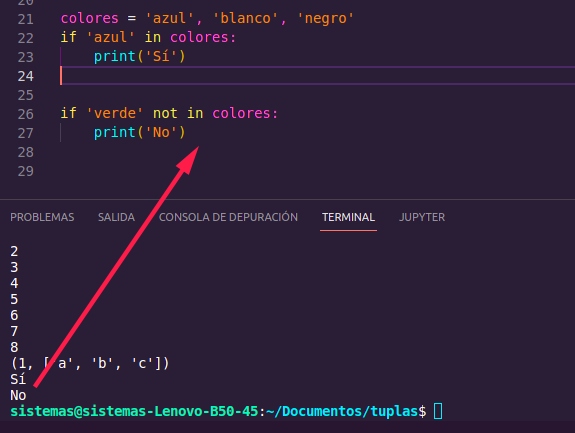 20
21 colores = 'azul', 'blanco', 'negro'
22 if 'azul' in colores:
23     print('Sí')
24
25
26 if 'verde' not in colores:
27     print('No')
28
29
PROBLEMAS SALIDA CONSOLA DE DEPURACIÓN TERMINAL JUPYTER
2
3
4
5
6
7
8
(1, ['a', 'b', 'c'])
Sí
No
sistemas@sistemas-Lenovo-B50-45:~/Documentos/tuplas$